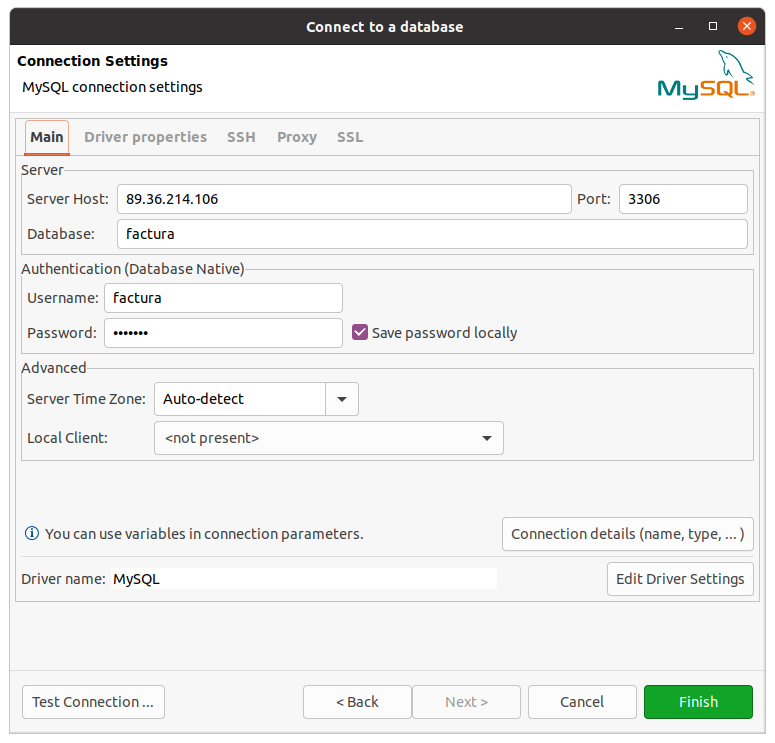 Connect to a database
Connection Settings
MySQL connection settings
MySQL®
Main Driver properties SSH Proxy SSL
Server
Server Host: 89.36.214.106 Port: 3306
Database: factura
Authentication (Database Native)
Username: factura
Password: ••••••• Save password locally
Advanced
Server Time Zone: Auto-detect
Local Client: <not present>
You can use variables in connection parameters. Connection details (name, type, ... )
Driver name: MySQL Edit Driver Settings
Test Connection ... < Back Next > Cancel Finish